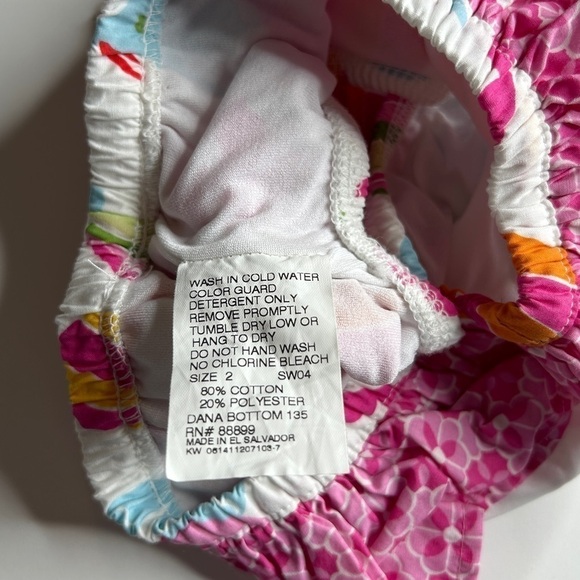 WASH IN COLD WATER
COLOR GUARD
DETERGENT ONLY
REMOVE PROMPTLY
TUMBLE DRY LOW OR
HANG TO DRY
DO NOT HAND WASH
NO CHLORINE BLEACH
SIZE 2 SW04
80% COTTON
20% POLYESTER
DANA BOTTOM 135
RN# 88899
MADE IN EL SALVADOR
KW 061411207103-7